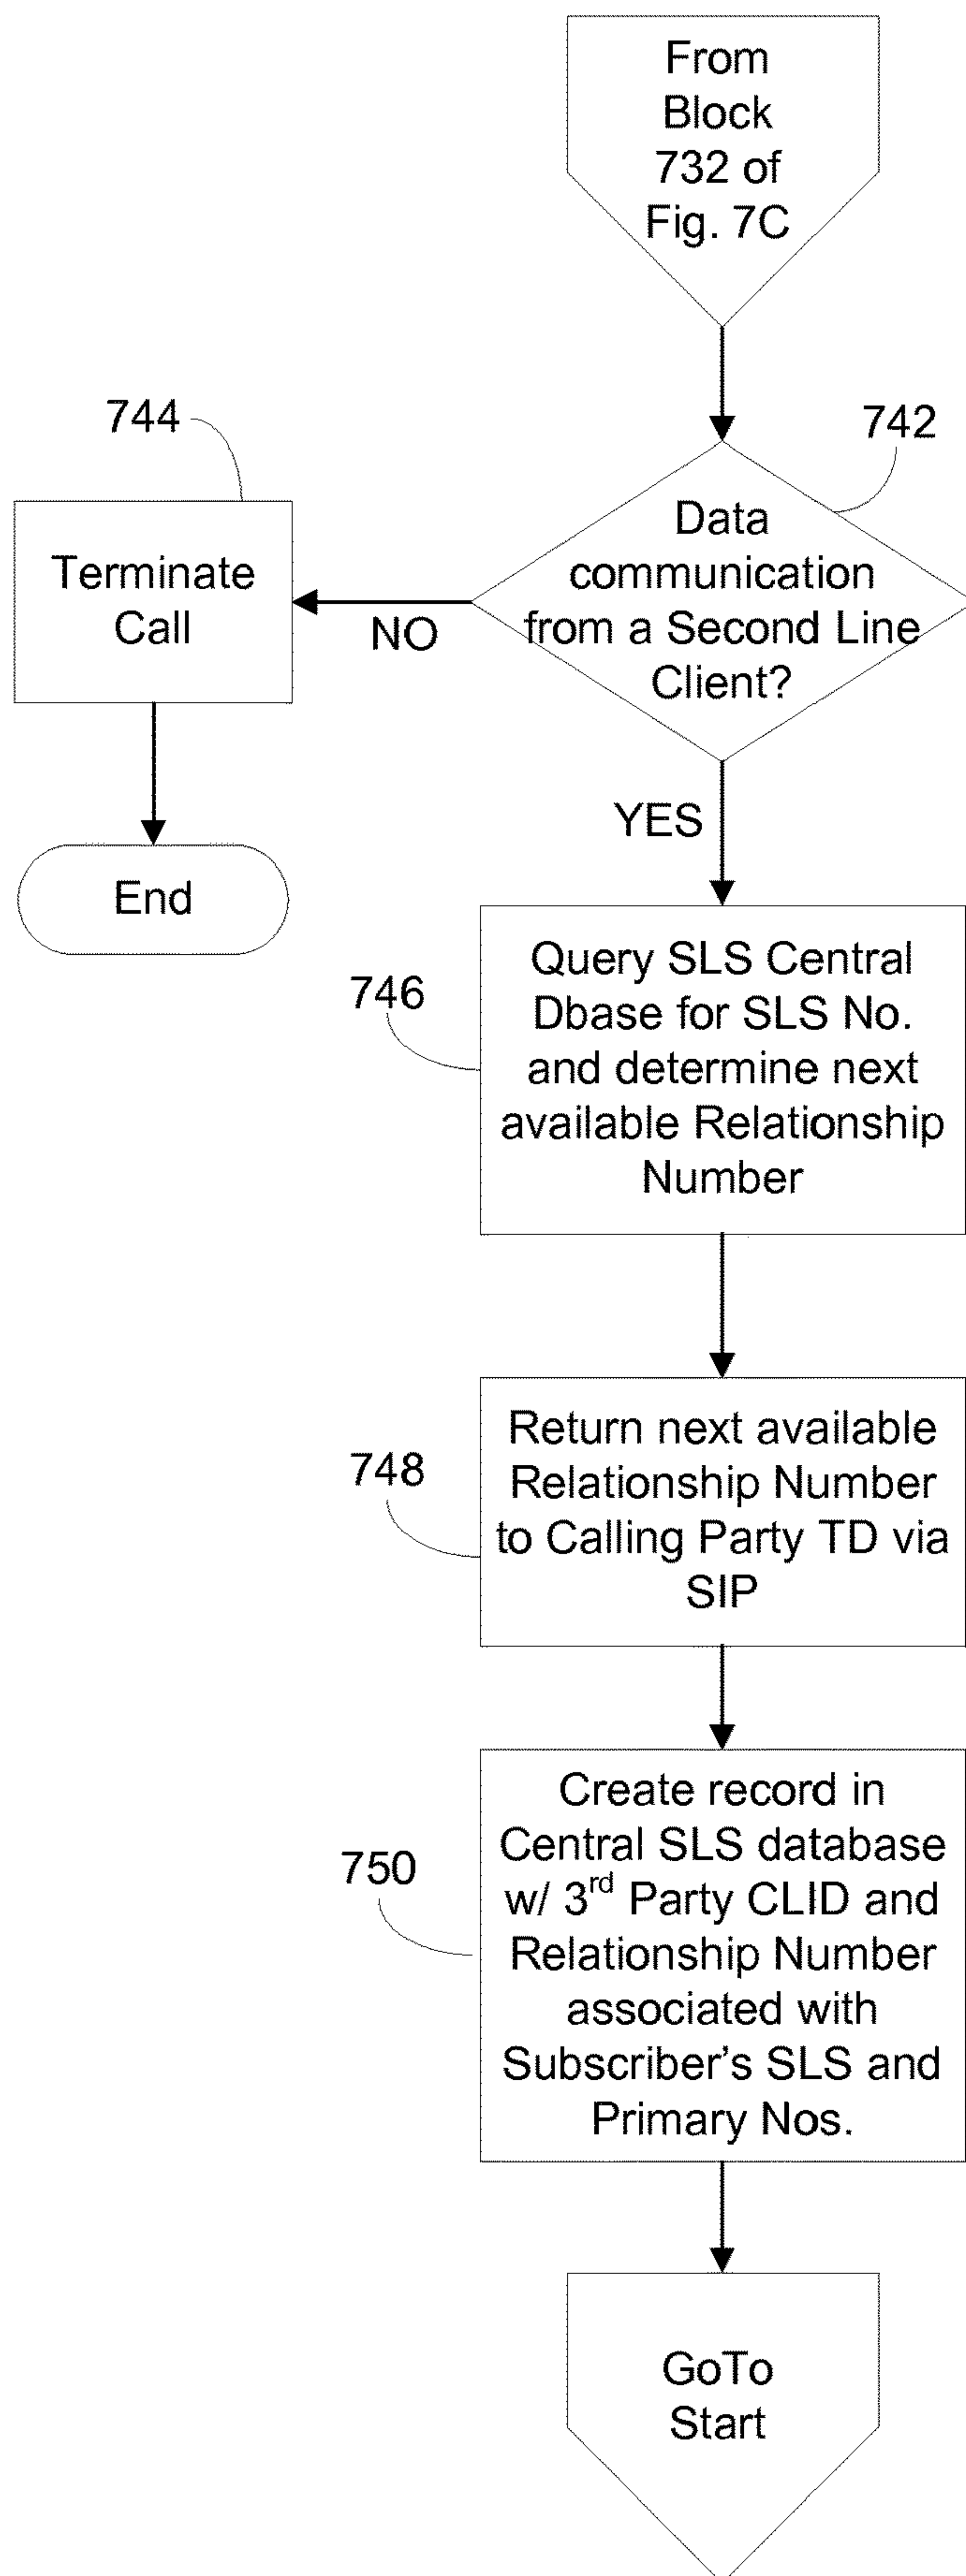 From
Block
732 of
Fig. 7C
744
742
Data
communication
from a Second Line
Client?
Terminate
Call
NO
YES
End
746
Query SLS Central
Dbase for SLS No.
and determine next
available Relationship
Number
748
Return next available
Relationship Number
to Calling Party TD via
SIP
750
Create record in
Central SLS database
w/ 3rd Party CLID and
Relationship Number
associated with
Subscriber's SLS and
Primary Nos.
GoTo
Start